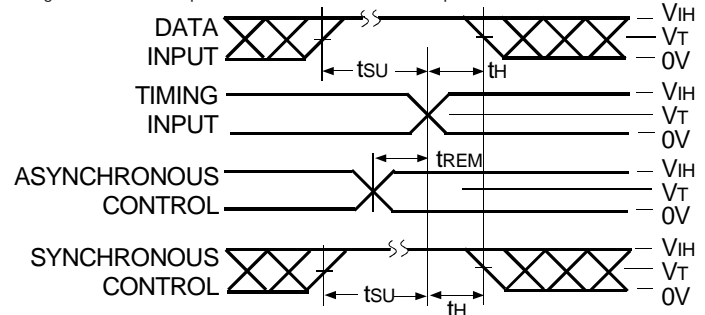 DATA INPUT
VIH
VT
0V
tSU
tH
TIMING INPUT
VIH
VT
0V
tREM
ASYNCHRONOUS CONTROL
VIH
VT
0V
SYNCHRONOUS CONTROL
VIH
VT
0V
tSU
tH